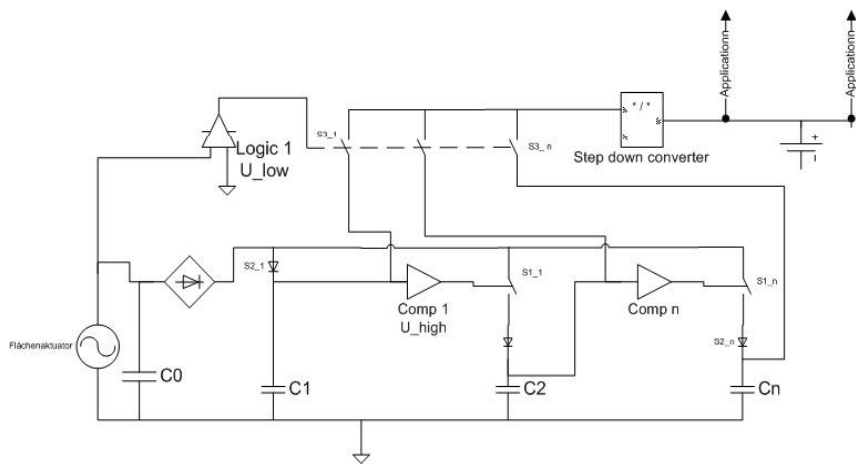 Applicationn
Applicationn
* / *
S3_1
S3_ n
Logic 1
U_low
Step down converter
+
S2_1
S1_1
S1_n
Comp 1
U_high
Comp n
Flächenaktuator
S2_n
C0
C1
C2
Cn